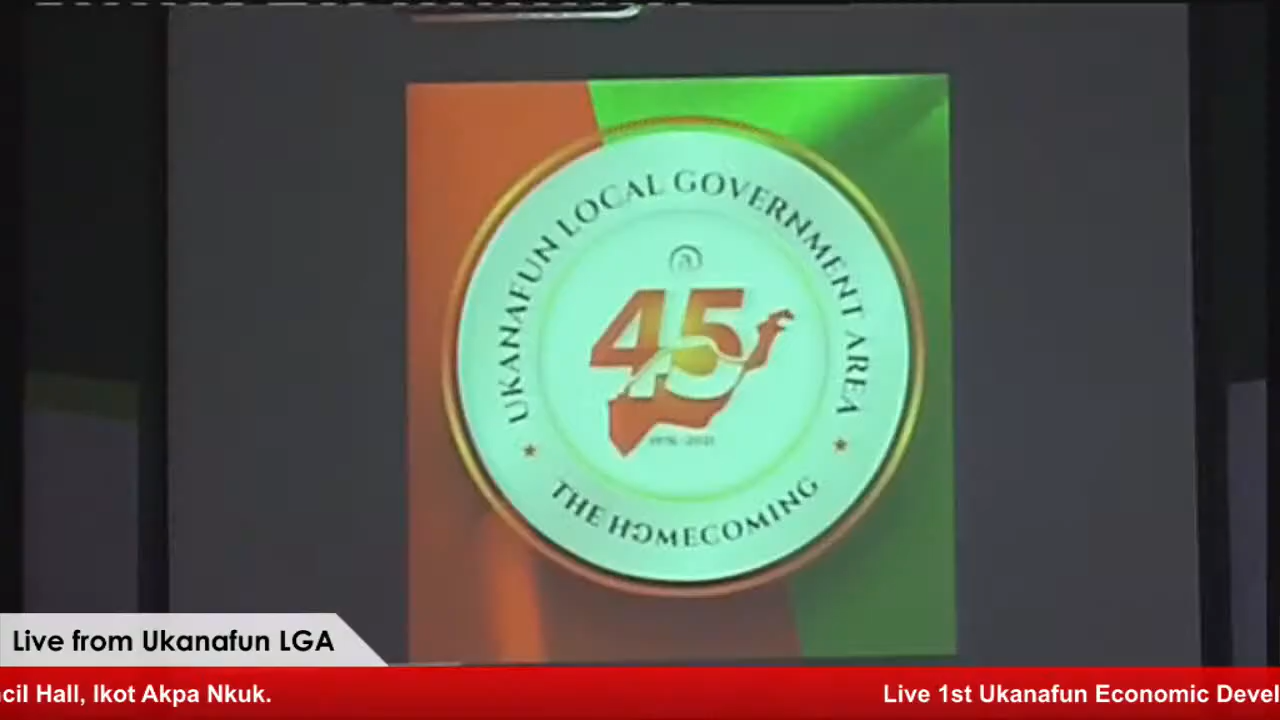 UKANAFUN LOCAL GOVERNMENT AREA
@
45
THE HOMECOMING
Live from Ukanafun LGA
cil Hall, Ikot Akpa Nkuk.
Live 1st Ukanafun Economic Devel